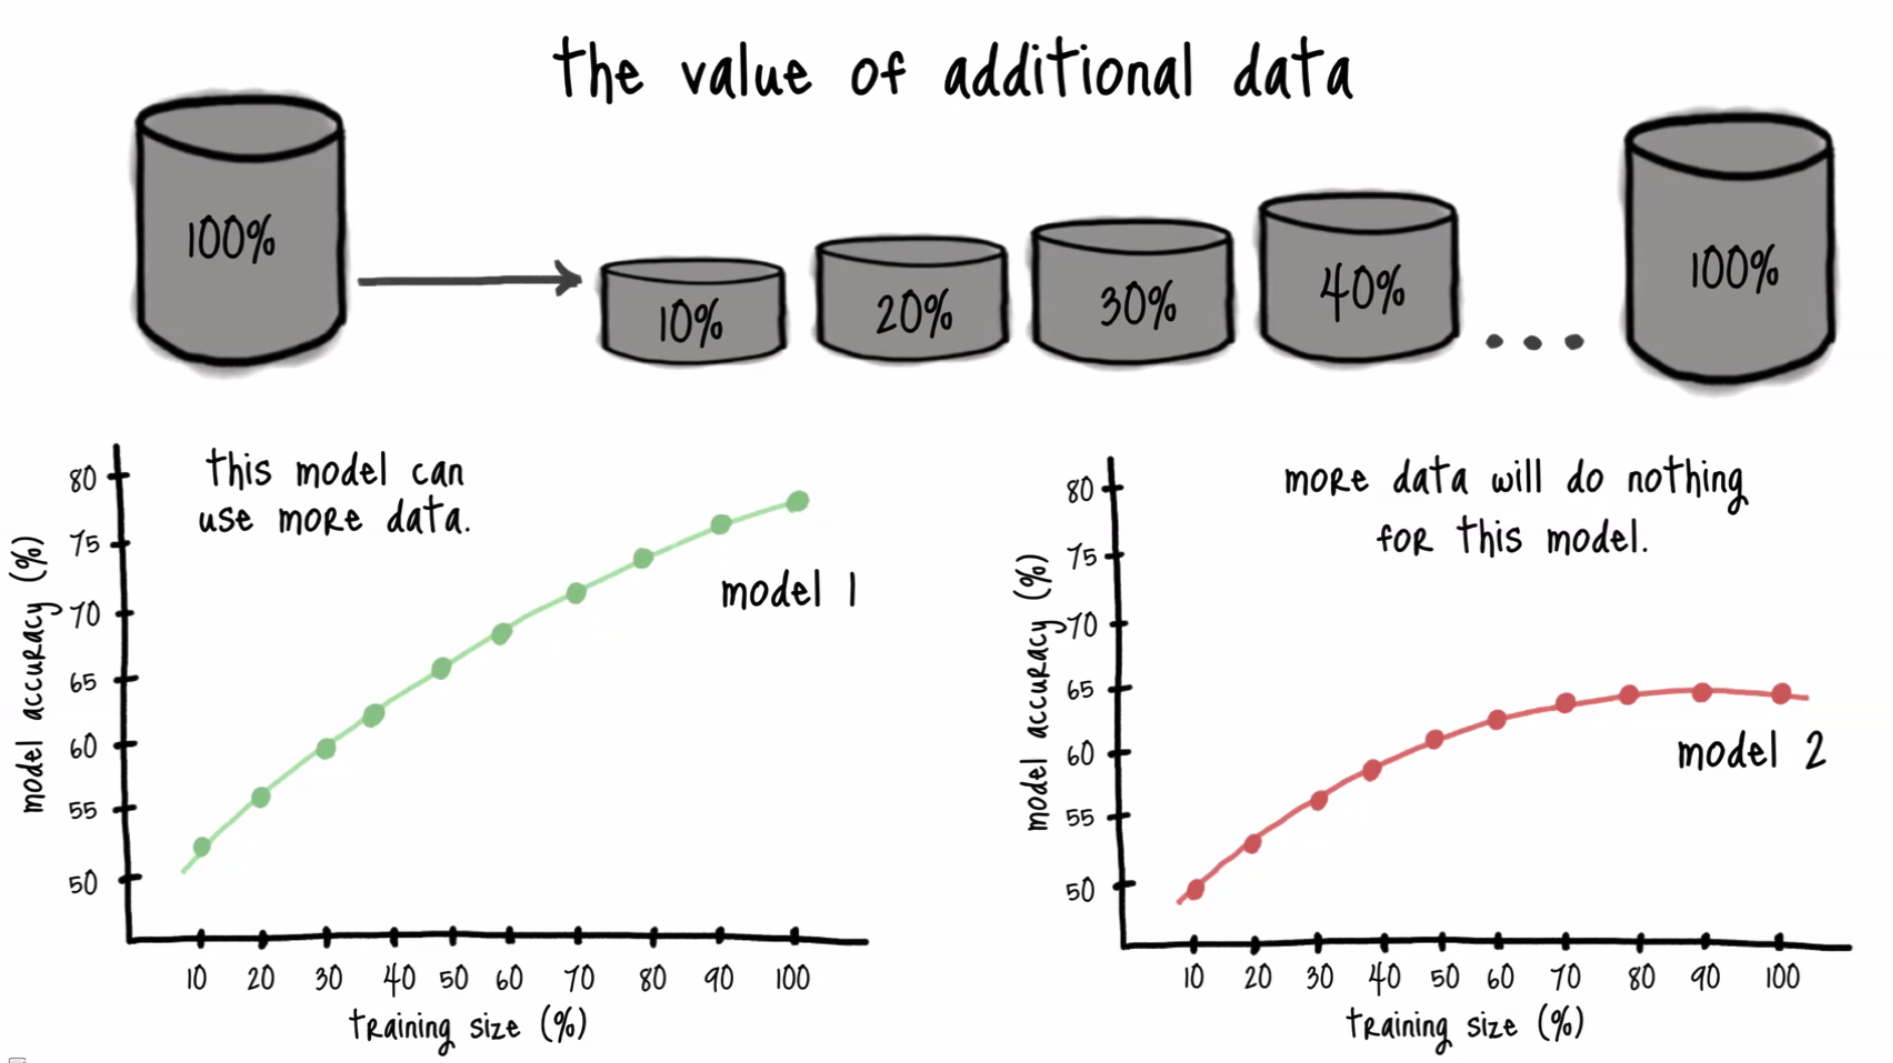 the value of additional data
100%
10%
20%
30%
40%
100%
this model can
use more data.
model 1
model accuracy (%)
80
75
70
65
60
55
50
10 20 30 40 50 60 70 80 90 100
training size (%)
more data will do nothing
for this model.
model 2
model accuracy (%)
80
75
70
65
60
55
50
10 20 30 40 50 60 70 80 90 100
training size (%)